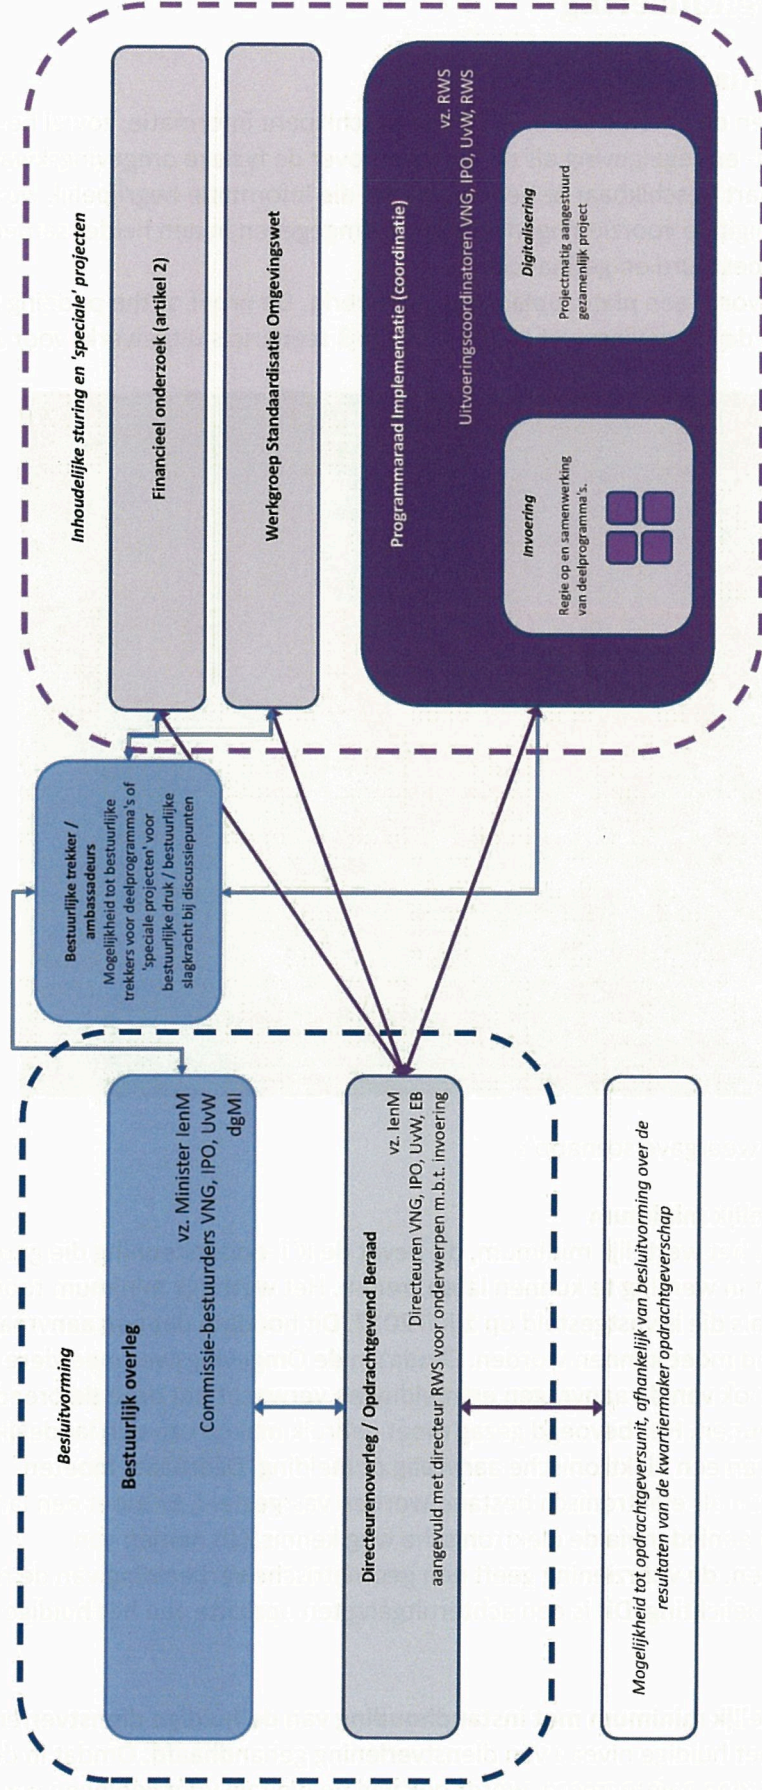 Besluitvorming
Bestuurlijk overleg
vz. Minister IenM
Commissie-bestuurders VNG, IPO, UvW
dgMI
Directeurenoverleg / Opdrachtgevend Beraad
vz. IenM
Directeuren VNG, IPO, UvW, EB
aangevuld met directeur RWS voor onderwerpen m.b.t. invoering
Mogelijkheid tot opdrachtgeversunit, afhankelijk van besluitvorming over de
resultaten van de kwartiermaker opdrachtgeverschap
Bestuurlijke trekker /
ambassadeurs
Mogelijkheid tot bestuurlijke
trekkers voor deelprogramma's of
'speciale projecten' voor
bestuurlijke druk / bestuurlijke
slagkracht bij discussiepunten
Inhoudelijke sturing en 'speciale' projecten
Financieel onderzoek (artikel 2)
Werkgroep Standaardisatie Omgevingswet
Programmaraad Implementatie (coordinatie)
vz. RWS
Uitvoeringscoordinatoren VNG, IPO, UvW, RWS
Invoering
Regie op en samenwerking
van deelprogramma's.
Digitalisering
Projectmatig aangestuurd
gezamenlijk project